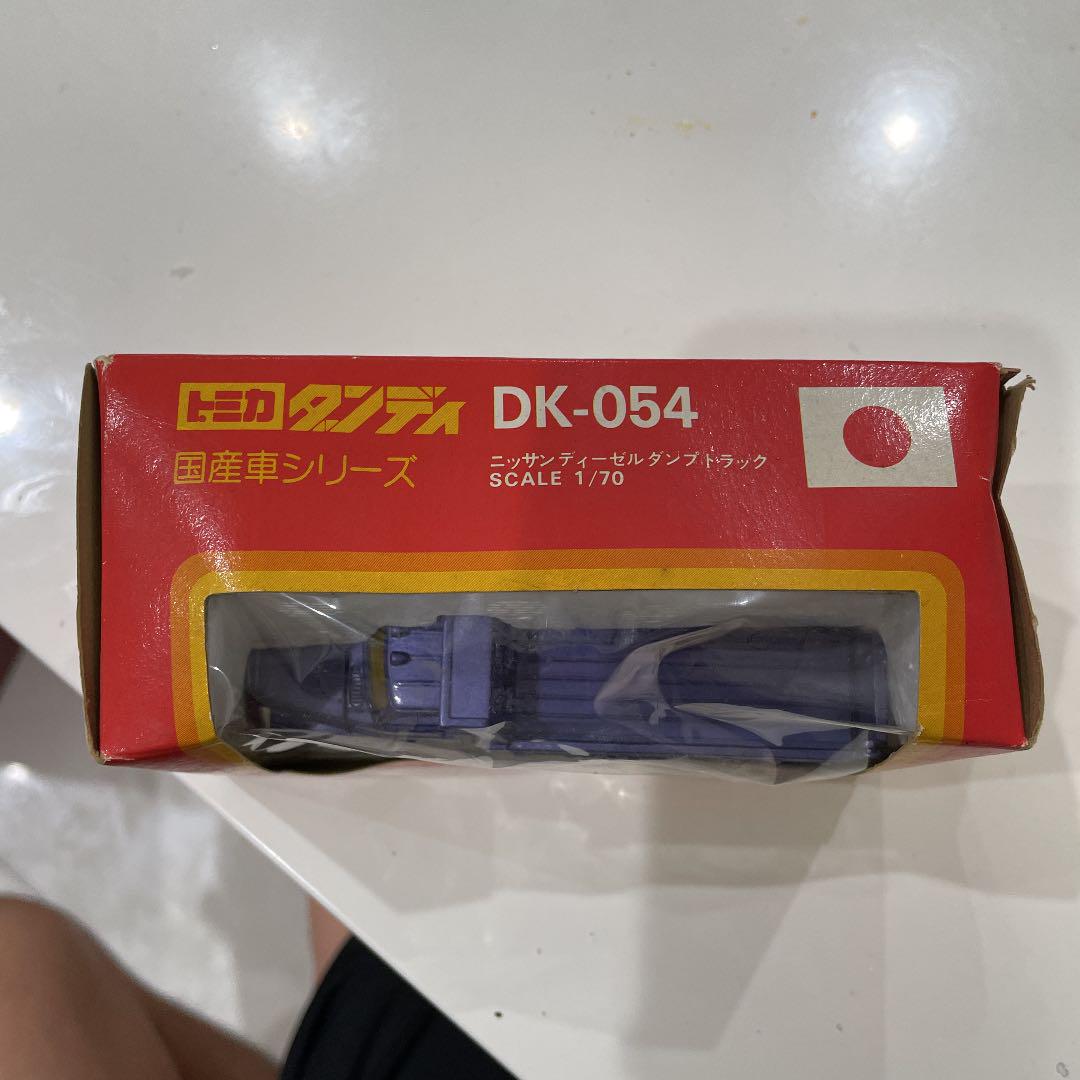 トミカ ダンディ DK-054
国産車シリーズ
ニッサン ディーゼル ダンプトラック
SCALE 1/70